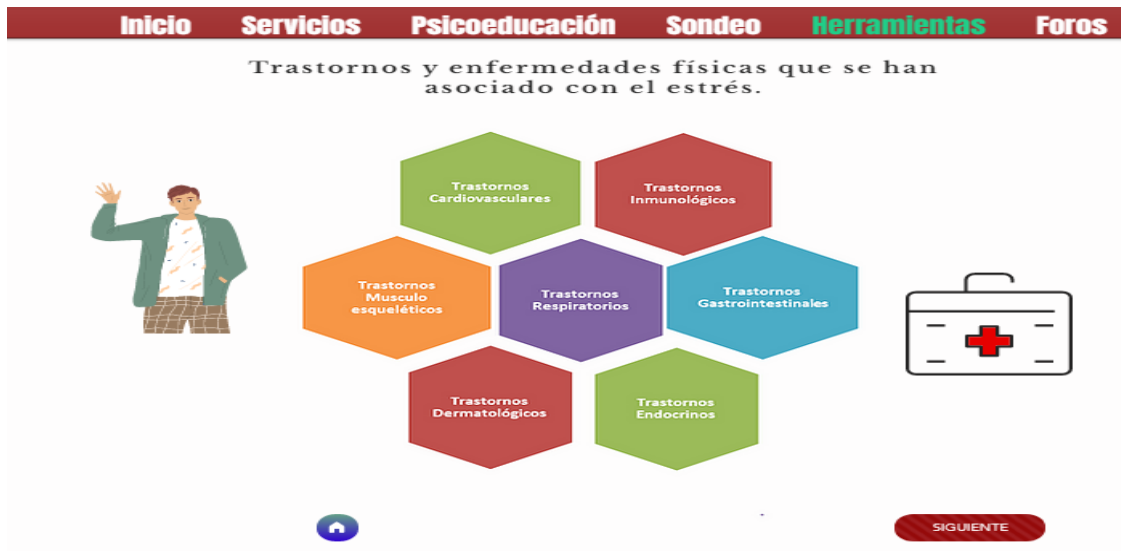 Inicio Servicios Psicoeducación Sondeo Herramientas Foros
Trastornos y enfermedades físicas que se han
asociado con el estrés.
Trastornos
Cardiovasculares
Trastornos
Inmunológicos
Trastornos
Musculo
esqueléticos
Trastornos
Respiratorios
Trastornos
Gastrointestinales
Trastornos
Dermatológicos
Trastornos
Endocrinos
SIGUIENTE